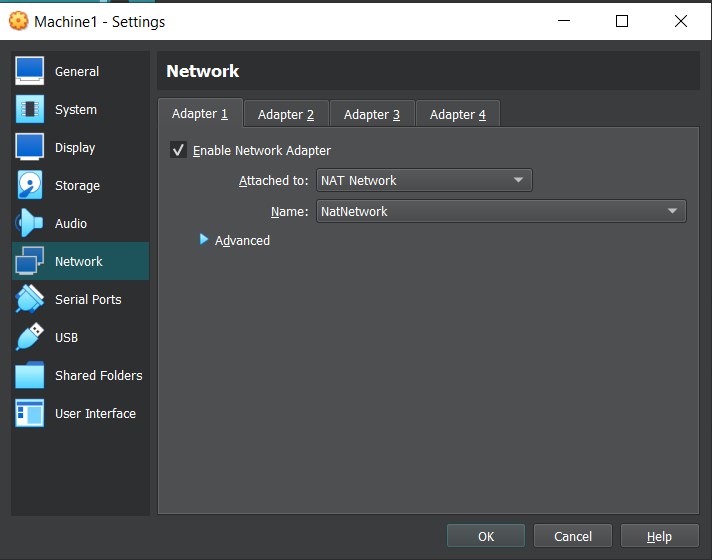 Machine1 - Settings
General
System
Display
Storage
Audio
Network
Serial Ports
USB
Shared Folders
User Interface
Network
Adapter 1 Adapter 2 Adapter 3 Adapter 4
Enable Network Adapter
Attached to: NAT Network
Name: NatNetwork
Advanced
OK Cancel Help